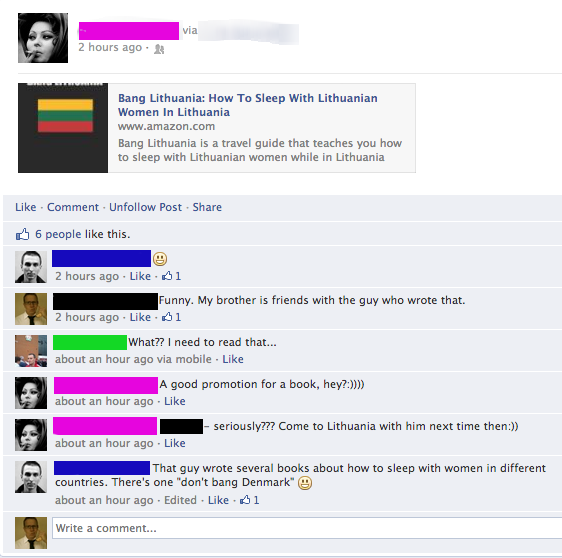 via
2 hours ago ·
Bang Lithuania: How To Sleep With Lithuanian
Women In Lithuania
www.amazon.com
Bang Lithuania is a travel guide that teaches you how
to sleep with Lithuanian women while in Lithuania
Like · Comment · Unfollow Post · Share
6 people like this.
2 hours ago · Like · 1
Funny. My brother is friends with the guy who wrote that.
2 hours ago · Like · 1
What?? I need to read that...
about an hour ago via mobile · Like
A good promotion for a book, hey?:))))
about an hour ago · Like
- seriously??? Come to Lithuania with him next time then:))
about an hour ago · Like
That guy wrote several books about how to sleep with women in different
countries. There's one "don't bang Denmark"
about an hour ago · Edited · Like · 1
Write a comment...